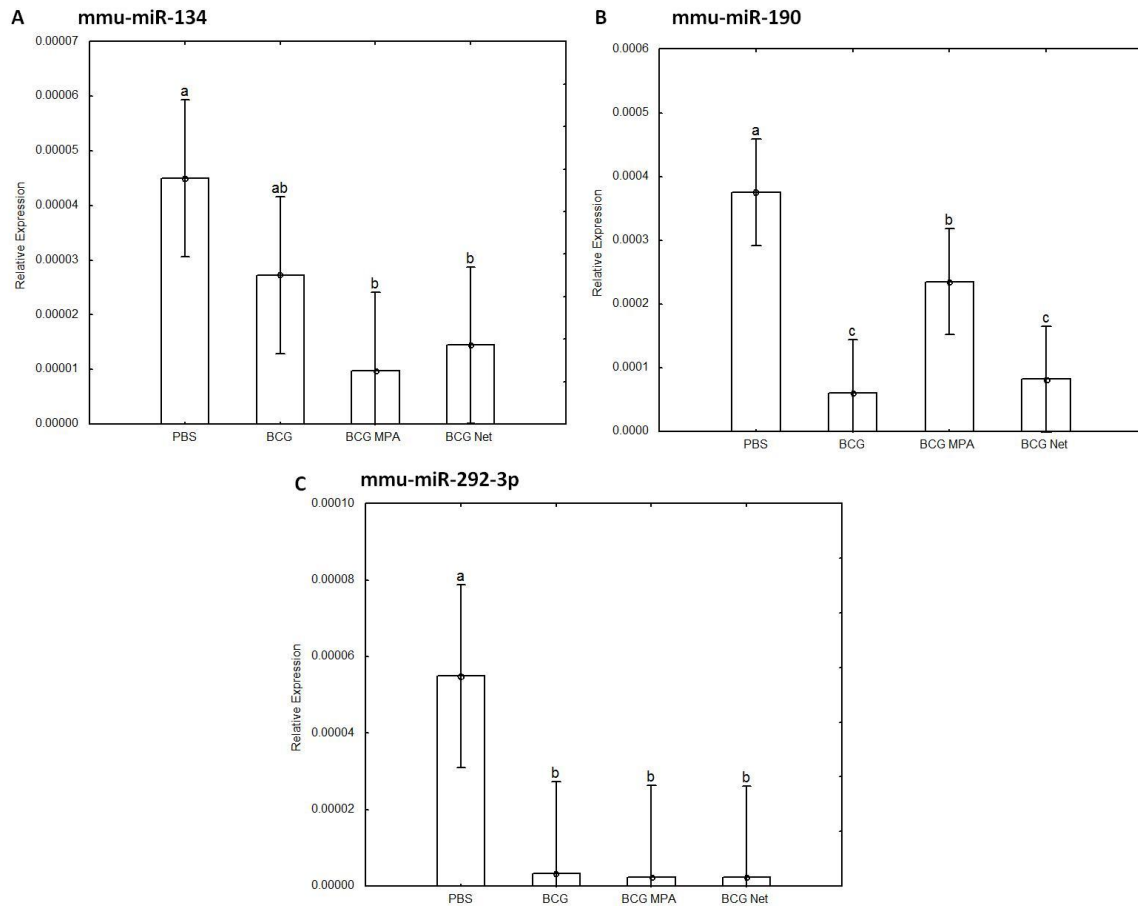 A mmu-miR-134
0.00007
0.00006
0.00005
0.00004
0.00003
0.00002
0.00001
0.00000
Relative Expression
a
ab
b
b
PBS BCG BCG MPA BCG Net
B mmu-miR-190
0.0006
0.0005
0.0004
0.0003
0.0002
0.0001
0.0000
Relative Expression
a
c
b
c
PBS BCG BCG MPA BCG Net
C mmu-miR-292-3p
0.00010
0.00008
0.00006
0.00004
0.00002
0.00000
Relative Expression
a
b
b
b
PBS BCG BCG MPA BCG Net